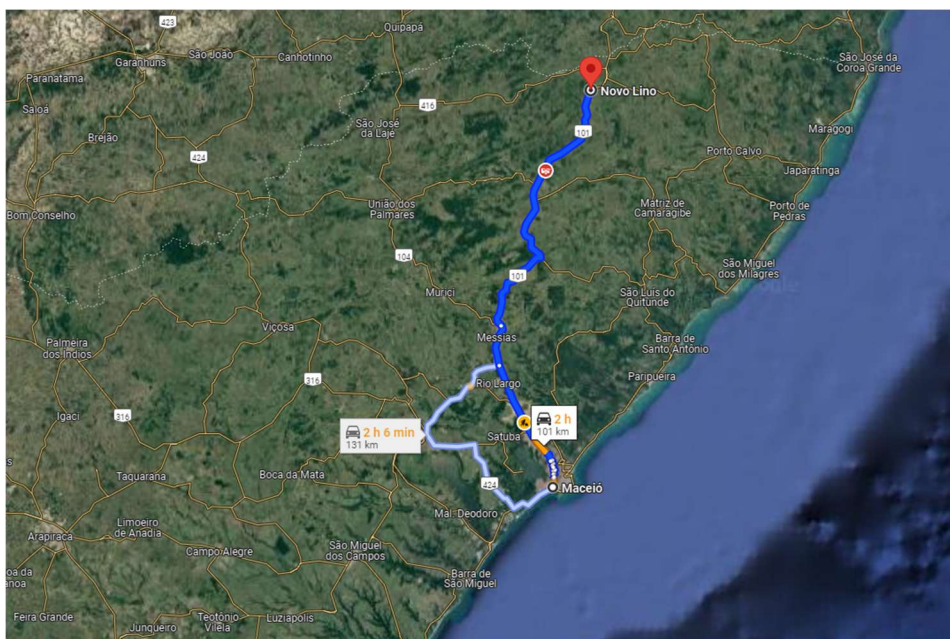 423
Quipapá
São João
Canhotinho
Garanhuns
São José da
Coroa Grande
Paranatama
Novo Lino
Saloá
416
São José
da Laje
Maragogi
101
Brejão
Porto Calvo
424
Japaratinga
União dos
Palmares
Matriz de
Camaragibe
Porto de
Pedras
Bom Conselho
104
São Miguel
dos Milagres
101
Murici
São Luis do
Quitunde
Viçosa
Messias
Barra de
Santo Antônio
Palmeira
dos Índios
Paripueira
316
Rio Largo
Igaci
316
2 h
101 km
2 h 6 min
131 km
Satuba
Taquarana
Boca da Mata
424
Maceió
Mal. Deodoro
Limoeiro
de Anadia
Arapiraca
Campo Alegre
São Miguel
dos Campos
Barra de
São Miguel
Feira Grande
Teotônio
Vilela
Luziápolis
Junqueiro